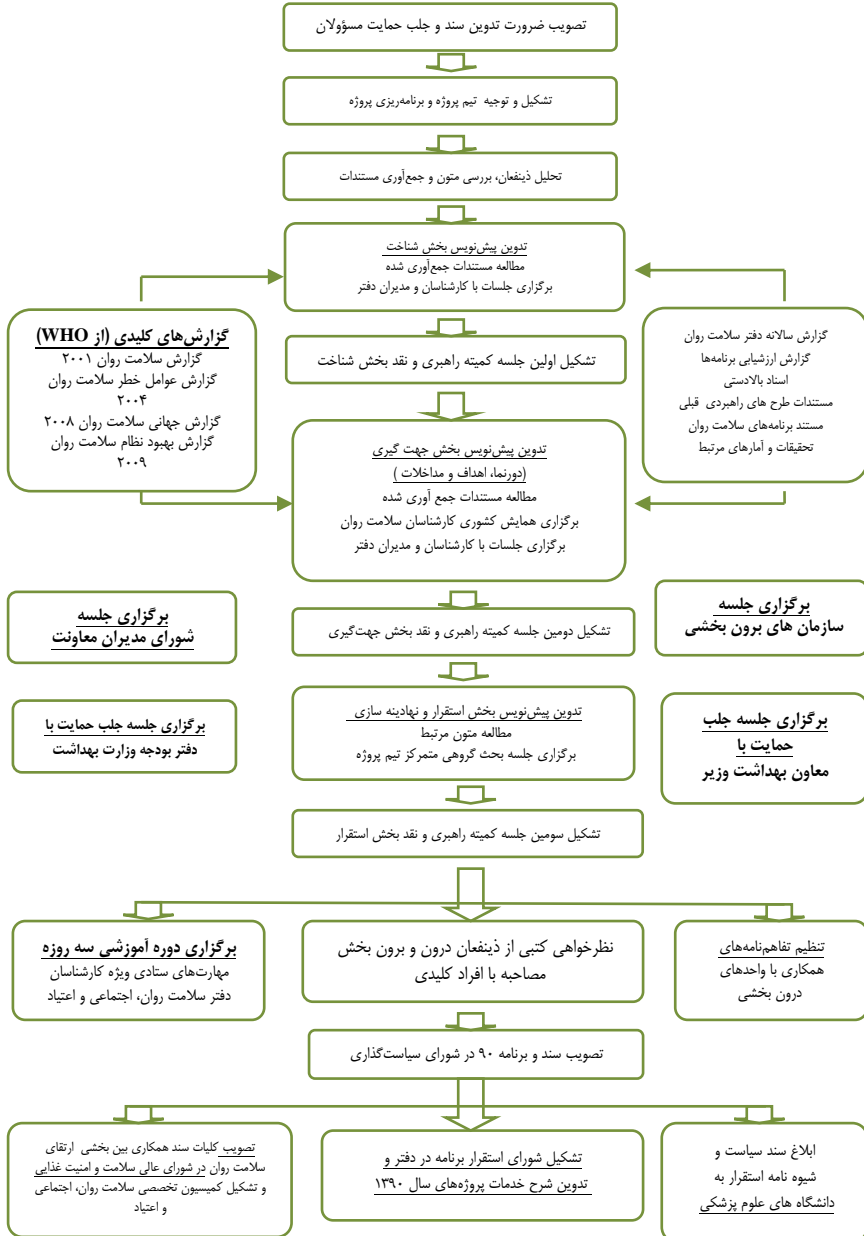 تصویب ضرورت تدوین سند و جلب حمایت مسؤولان
تشکیل و توجیه تیم پروژه و برنامه‌ریزی پروژه
تحلیل ذینفعان، بررسی متون و جمع‌آوری مستندات
تدوین پیش‌نویس بخش شناخت
مطالعه مستندات جمع‌آوری شده
برگزاری جلسات با کارشناسان و مدیران دفتر
گزارش سالانه دفتر سلامت روان
گزارش ارزشیابی برنامه‌ها
اسناد بالادستی
مستندات طرح های راهبردی قبلی
مستند برنامه‌های سلامت روان
تحقیقات و آمارهای مرتبط
گزارش‌های کلیدی (از WHO)
گزارش سلامت روان ۲۰۰۱
گزارش عوامل خطر سلامت روان
۲۰۰۴
گزارش جهانی سلامت روان ۲۰۰۸
گزارش بهبود نظام سلامت روان
۲۰۰۹
تشکیل اولین جلسه کمیته راهبری و نقد بخش شناخت
تدوین پیش‌نویس بخش جهت گیری
(دورنما، اهداف و مداخلات )
مطالعه مستندات جمع آوری شده
برگزاری همایش کشوری کارشناسان سلامت روان
برگزاری جلسات با کارشناسان و مدیران دفتر
برگزاری جلسه
سازمان های برون بخشی
تشکیل دومین جلسه کمیته راهبری و نقد بخش جهت‌گیری
برگزاری جلسه
شورای مدیران معاونت
برگزاری جلسه جلب
حمایت با
معاون بهداشت وزیر
تدوین پیش‌نویس بخش استقرار و نهادینه سازی
مطالعه متون مرتبط
برگزاری جلسه بحث گروهی متمرکز تیم پروژه
برگزاری جلسه جلب حمایت با
دفتر بودجه وزارت بهداشت
تشکیل سومین جلسه کمیته راهبری و نقد بخش استقرار
تنظیم تفاهم‌نامه‌های
همکاری با واحدهای
درون بخشی
نظرخواهی کتبی از ذینفعان درون و برون بخش
مصاحبه با افراد کلیدی
برگزاری دوره آموزشی سه روزه
مهارت‌های ستادی ویژه کارشناسان
دفتر سلامت روان، اجتماعی و اعتیاد
تصویب سند و برنامه ۹۰ در شورای سیاست‌گذاری
ابلاغ سند سیاست و
شیوه نامه استقرار به
دانشگاه های علوم پزشکی
تشکیل شورای استقرار برنامه در دفتر و
تدوین شرح خدمات پروژه‌های سال ۱۳۹۰
تصویب کلیات سند همکاری بین بخشی ارتقای
سلامت روان در شورای عالی سلامت و امنیت غذایی
و تشکیل کمیسیون تخصصی سلامت روان، اجتماعی
و اعتیاد